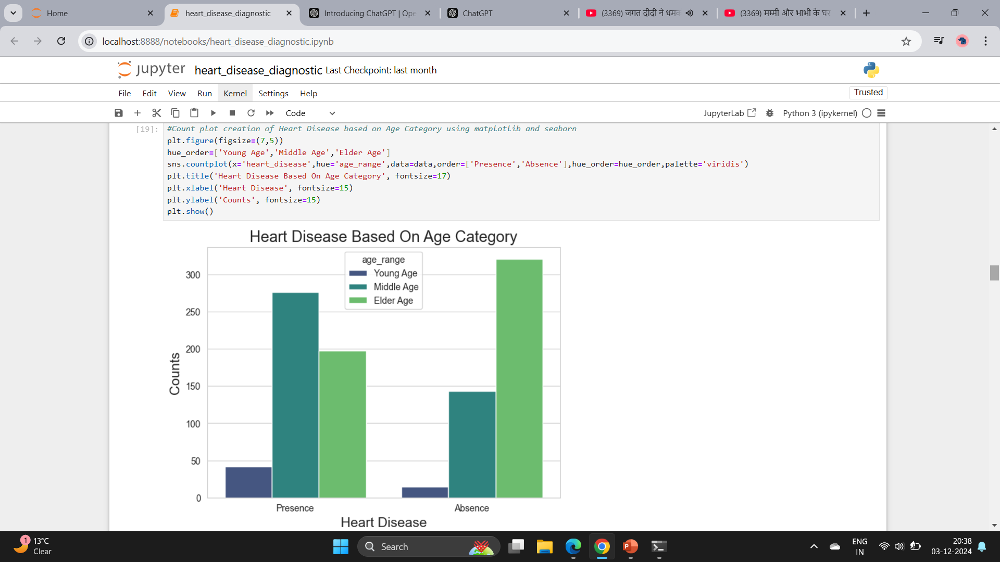 Home
heart_disease_diagnostic
Introducing ChatGPT | Ope
ChatGPT
(3369) जगत दीदी ने धमक
(3369) मम्मी और भाभी के घर
localhost:8888/notebooks/heart_disease_diagnostic.ipynb
jupyter heart_disease_diagnostic Last Checkpoint: last month
File Edit View Run Kernel Settings Help
Trusted
Code
JupyterLab
Python 3 (ipykernel)
[19]:
#Count plot creation of Heart Disease based on Age Category using matplotlib and seaborn
plt.figure(figsize=(7,5))
hue_order=['Young Age','Middle Age','Elder Age']
sns.countplot(x='heart_disease',hue='age_range',data=data,order=['Presence','Absence'],hue_order=hue_order,palette='viridis')
plt.title('Heart Disease Based On Age Category', fontsize=17)
plt.xlabel('Heart Disease', fontsize=15)
plt.ylabel('Counts', fontsize=15)
plt.show()
Heart Disease Based On Age Category
age_range
Young Age
Middle Age
Elder Age
300
250
200
150
100
50
0
Counts
Presence Absence
Heart Disease
1
13°C
Clear
Search
ENG
IN
20:38
03-12-2024